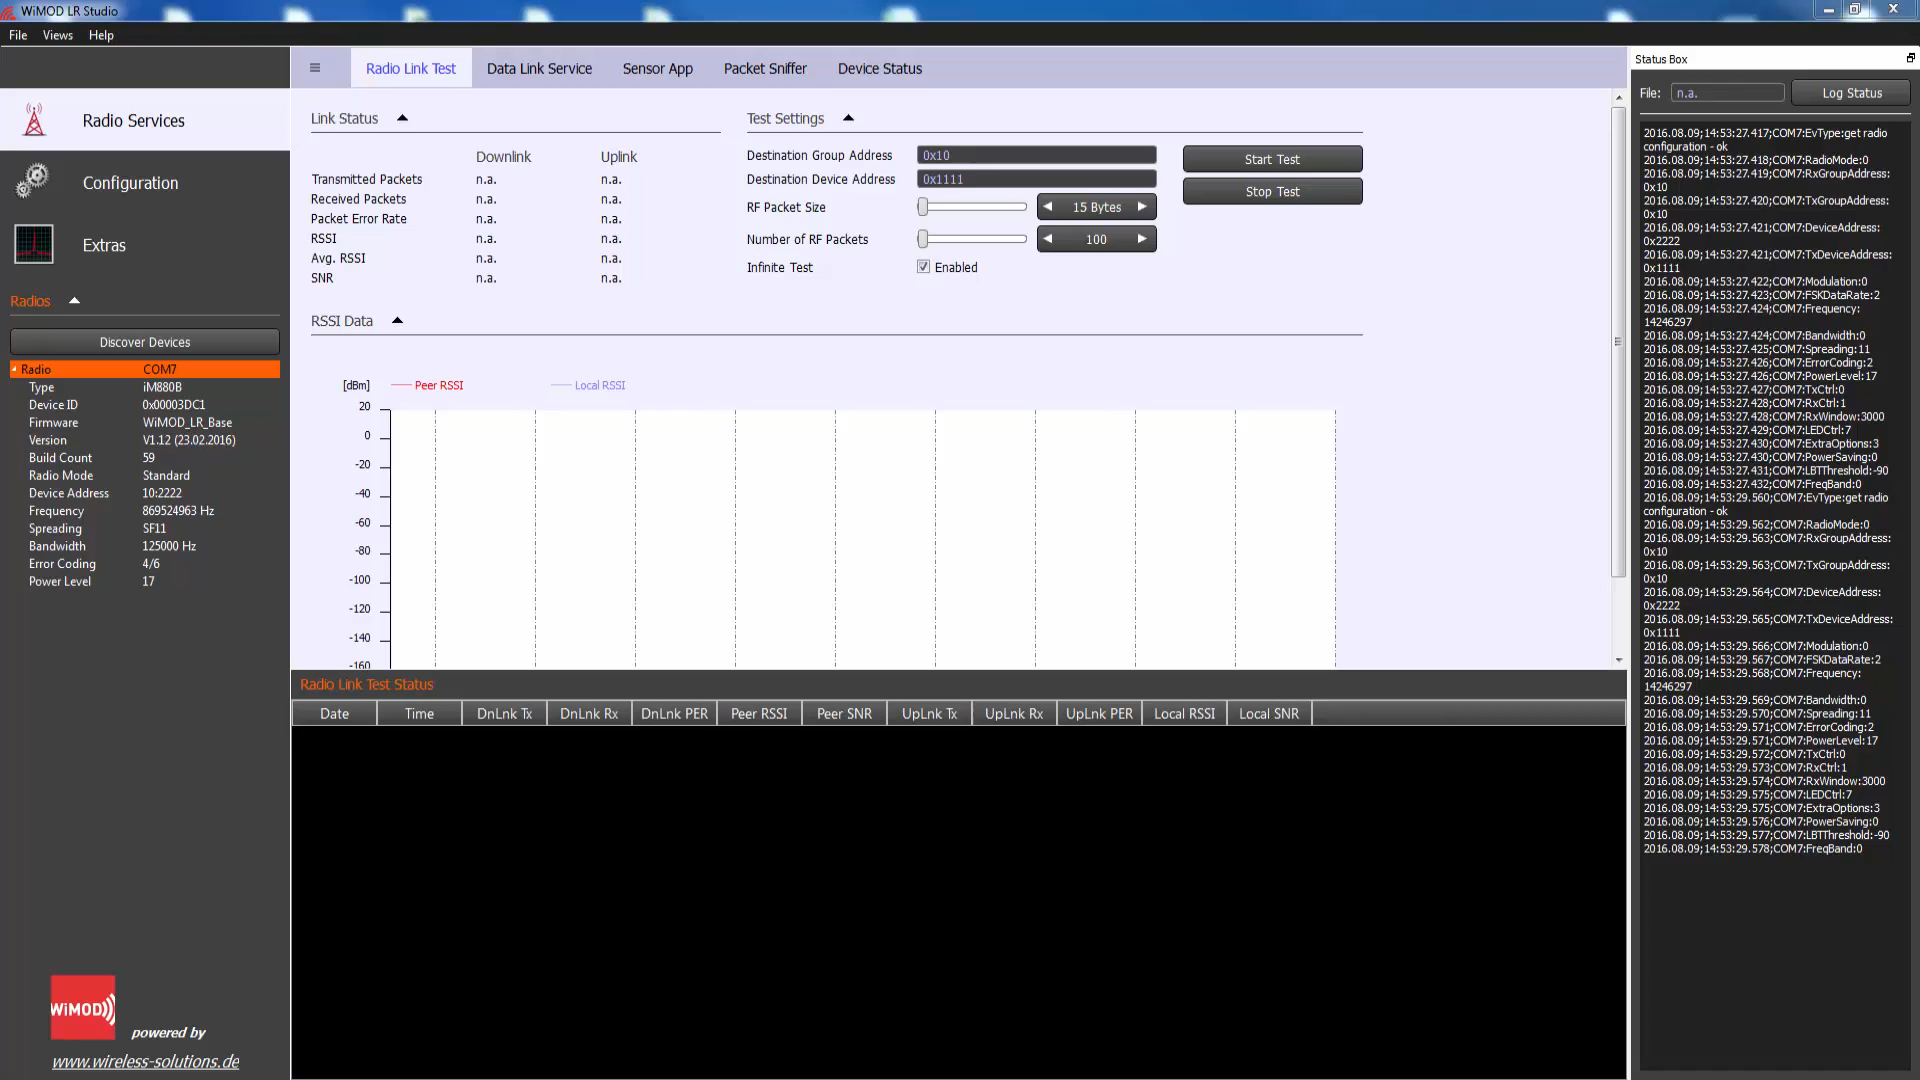 WiMOD LR Studio
File Views Help
Radio Services
Configuration
Extras
Radios
Discover Devices
Radio COM7
Type iM880B
Device ID 0x00003DC1
Firmware WiMOD_LR_Base
Version V1.12 (23.02.2016)
Build Count 59
Radio Mode Standard
Device Address 10:2222
Frequency 869524963 Hz
Spreading SF11
Bandwidth 125000 Hz
Error Coding 4/6
Power Level 17
WiMOD
powered by
www.wireless-solutions.de
Radio Link Test Data Link Service Sensor App Packet Sniffer Device Status
Link Status
Downlink Uplink
Transmitted Packets n.a. n.a.
Received Packets n.a. n.a.
Packet Error Rate n.a. n.a.
RSSI n.a. n.a.
Avg. RSSI n.a. n.a.
SNR n.a. n.a.
Test Settings
Destination Group Address 0x10
Destination Device Address 0x1111
RF Packet Size 15 Bytes
Number of RF Packets 100
Infinite Test Enabled
Start Test
Stop Test
RSSI Data
[dBm] Peer RSSI Local RSSI
20
0
-20
-40
-60
-80
-100
-120
-140
-160
Radio Link Test Status
Date Time DnLnk Tx DnLnk Rx DnLnk PER Peer RSSI Peer SNR UpLnk Tx UpLnk Rx UpLnk PER Local RSSI Local SNR
Status Box
File: n.a. Log Status
2016.08.09;14:53:27.417;COM7:EvType:get radio
configuration - ok
2016.08.09;14:53:27.418;COM7:RadioMode:0
2016.08.09;14:53:27.419;COM7:RxGroupAddress:
0x10
2016.08.09;14:53:27.420;COM7:TxGroupAddress:
0x10
2016.08.09;14:53:27.421;COM7:DeviceAddress:
0x2222
2016.08.09;14:53:27.421;COM7:TxDeviceAddress:
0x1111
2016.08.09;14:53:27.422;COM7:Modulation:0
2016.08.09;14:53:27.423;COM7:FSKDataRate:2
2016.08.09;14:53:27.424;COM7:Frequency:
14246297
2016.08.09;14:53:27.424;COM7:Bandwidth:0
2016.08.09;14:53:27.425;COM7:Spreading:11
2016.08.09;14:53:27.426;COM7:ErrorCoding:2
2016.08.09;14:53:27.426;COM7:PowerLevel:17
2016.08.09;14:53:27.427;COM7:TxCtrl:0
2016.08.09;14:53:27.428;COM7:RxCtrl:1
2016.08.09;14:53:27.428;COM7:RxWindow:3000
2016.08.09;14:53:27.429;COM7:LEDCtrl:7
2016.08.09;14:53:27.430;COM7:ExtraOptions:3
2016.08.09;14:53:27.430;COM7:PowerSaving:0
2016.08.09;14:53:27.431;COM7:LBTThreshold:-90
2016.08.09;14:53:27.432;COM7:FreqBand:0
2016.08.09;14:53:29.560;COM7:EvType:get radio
configuration - ok
2016.08.09;14:53:29.562;COM7:RadioMode:0
2016.08.09;14:53:29.563;COM7:RxGroupAddress:
0x10
2016.08.09;14:53:29.563;COM7:TxGroupAddress:
0x10
2016.08.09;14:53:29.564;COM7:DeviceAddress:
0x2222
2016.08.09;14:53:29.565;COM7:TxDeviceAddress:
0x1111
2016.08.09;14:53:29.566;COM7:Modulation:0
2016.08.09;14:53:29.567;COM7:FSKDataRate:2
2016.08.09;14:53:29.568;COM7:Frequency:
14246297
2016.08.09;14:53:29.569;COM7:Bandwidth:0
2016.08.09;14:53:29.570;COM7:Spreading:11
2016.08.09;14:53:29.571;COM7:ErrorCoding:2
2016.08.09;14:53:29.571;COM7:PowerLevel:17
2016.08.09;14:53:29.572;COM7:TxCtrl:0
2016.08.09;14:53:29.573;COM7:RxCtrl:1
2016.08.09;14:53:29.574;COM7:RxWindow:3000
2016.08.09;14:53:29.575;COM7:LEDCtrl:7
2016.08.09;14:53:29.575;COM7:ExtraOptions:3
2016.08.09;14:53:29.576;COM7:PowerSaving:0
2016.08.09;14:53:29.577;COM7:LBTThreshold:-90
2016.08.09;14:53:29.578;COM7:FreqBand:0